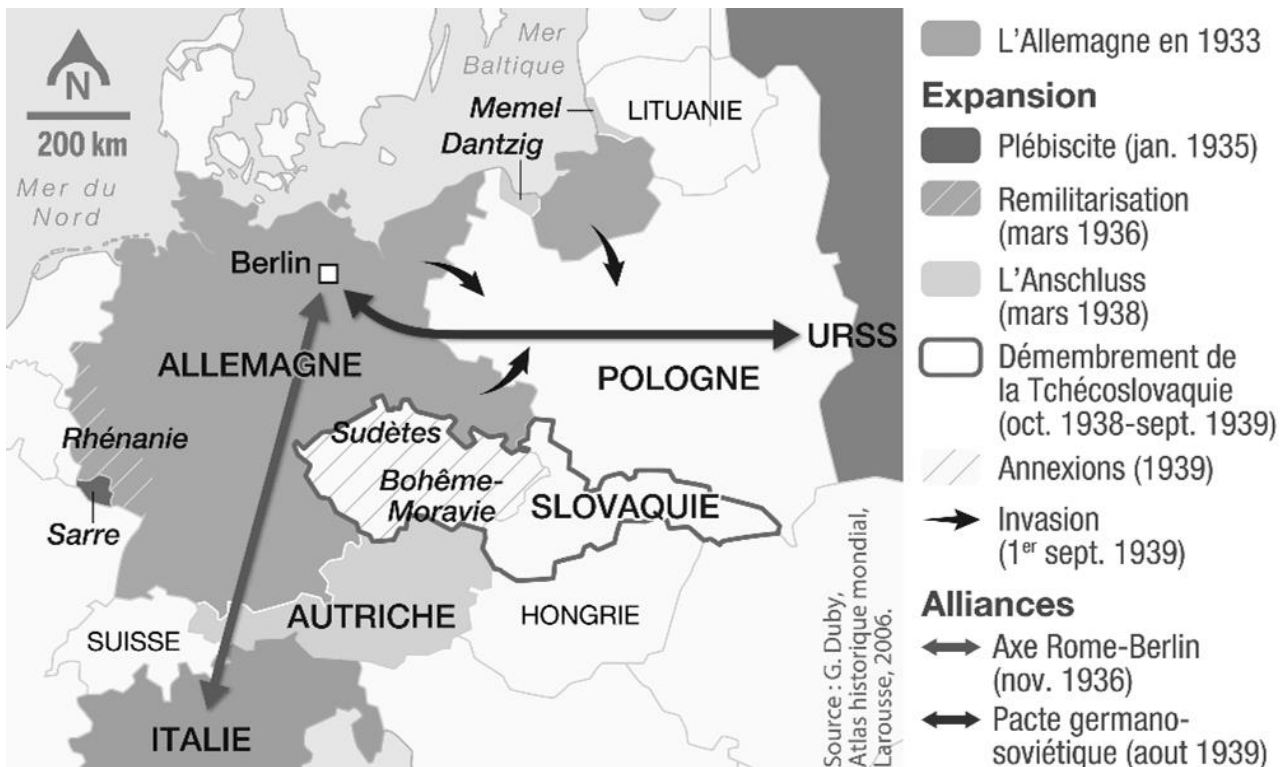 N
200 km
Mer du
Nord
Mer
Baltique
Memel
Dantzig
LITUANIE
Berlin
ALLEMAGNE
URSS
POLOGNE
Rhénanie
Sudètes
Bohême-
Moravie
SLOVAQUIE
Sarre
AUTRICHE
HONGRIE
SUISSE
ITALIE
Source : G. Duby,
Atlas historique mondial,
Larousse, 2006.
L'Allemagne en 1933
Expansion
Plébiscite (jan. 1935)
Remilitarisation
(mars 1936)
L'Anschluss
(mars 1938)
Démembrement de
la Tchécoslovaquie
(oct. 1938-sept. 1939)
Annexions (1939)
Invasion
(1er sept. 1939)
Alliances
Axe Rome-Berlin
(nov. 1936)
Pacte germano-
soviétique (aout 1939)